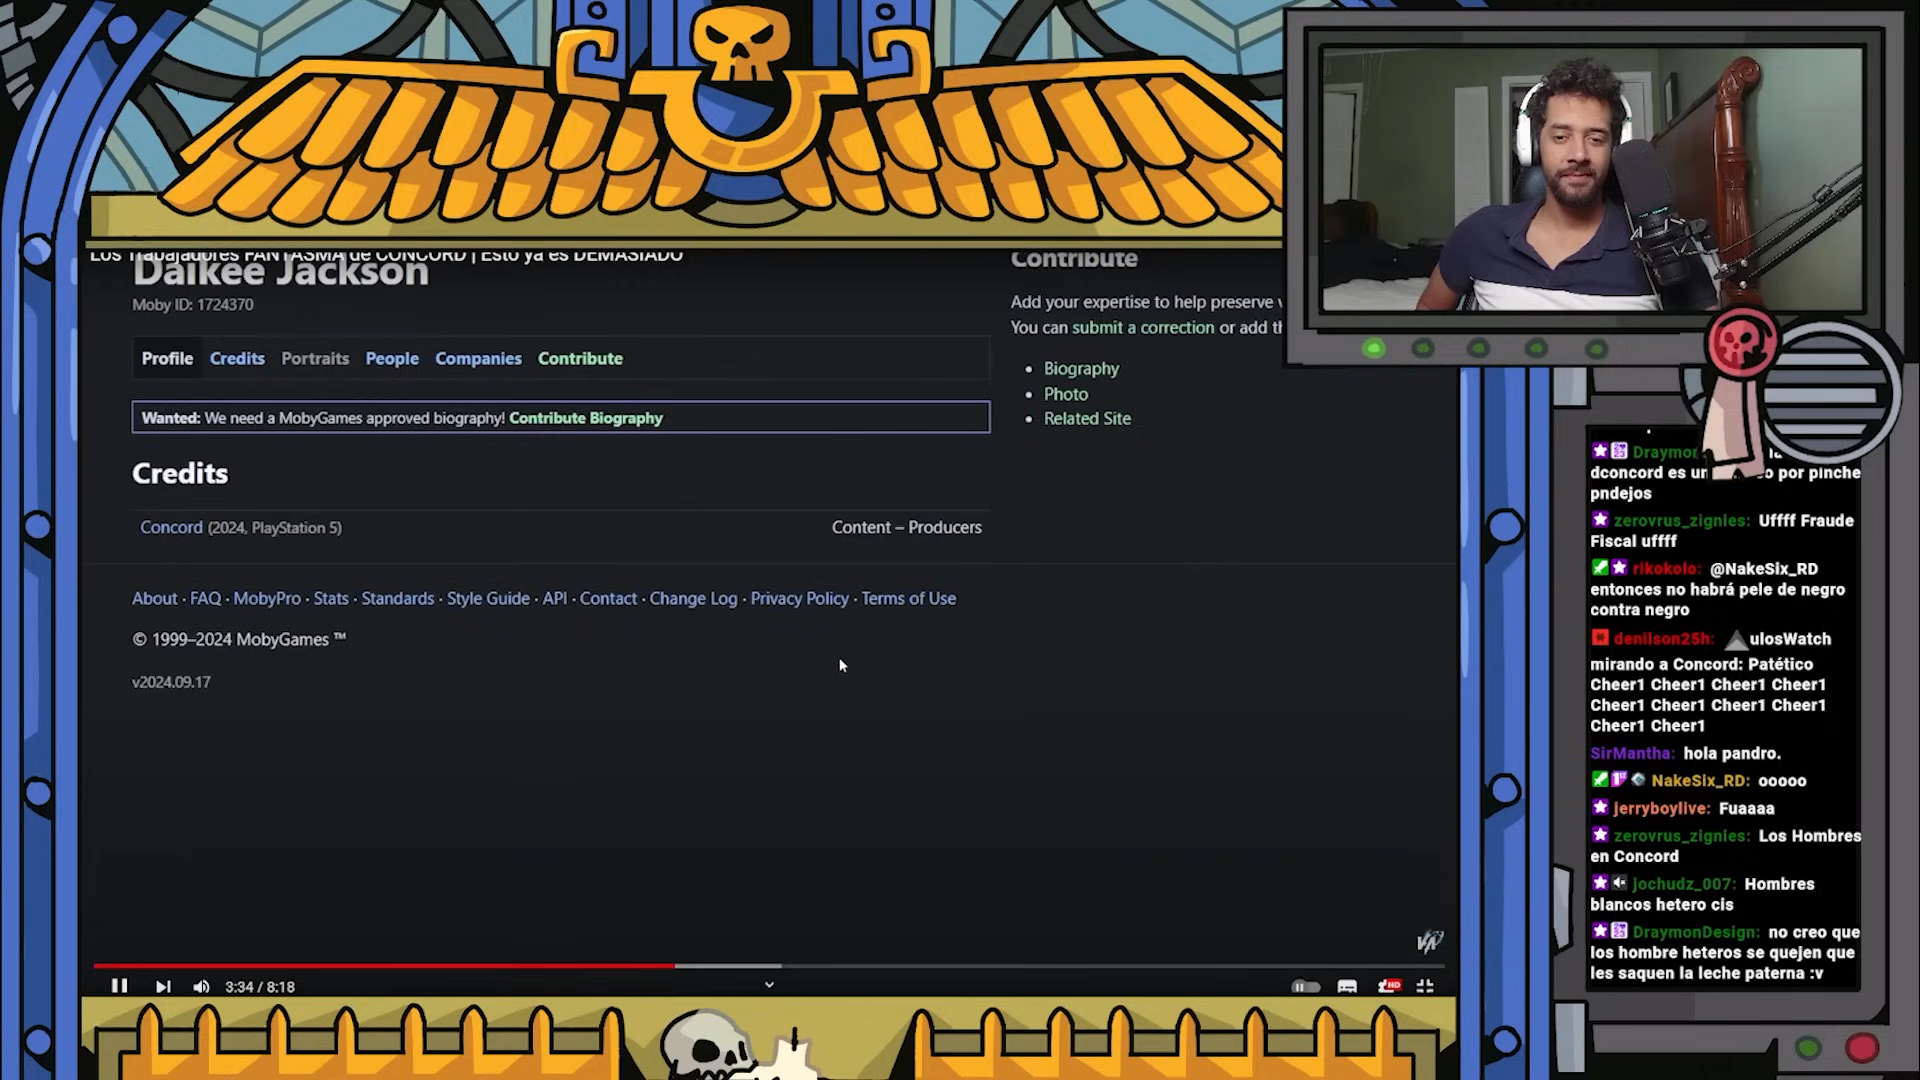 Los Trabajadores FANTASMA de CONCORD | Esto ya es DEMASIADO
Daikee Jackson
Moby ID: 1724370
Profile Credits Portraits People Companies Contribute
Wanted: We need a MobyGames approved biography! Contribute Biography
Credits
Concord (2024, PlayStation 5) Content – Producers
About · FAQ · MobyPro · Stats · Standards · Style Guide · API · Contact · Change Log · Privacy Policy · Terms of Use
© 1999–2024 MobyGames ™
v2024.09.17
Contribute
Add your expertise to help preserve
You can submit a correction or add
Biography
Photo
Related Site
3:34 / 8:18
HD
dconcord es por pinche
pndejos
zerovrus_zignies: Uffff Fraude
Fiscal uffff
rikokolo: @NakeSix_RD
entonces no habrá pele de negro
contra negro
denilson25h: ulosWatch
mirando a Concord: Patético
Cheer1 Cheer1 Cheer1 Cheer1
Cheer1 Cheer1 Cheer1 Cheer1
Cheer1 Cheer1
SirMantha: hola pandro.
NakeSix_RD: ooooo
jerryboylive: Fuaaaa
zerovrus_zignies: Los Hombres
en Concord
jochudz_007: Hombres
blancos hetero cis
DraymonDesign: no creo que
los hombre heteros se quejen que
les saquen la leche paterna :v